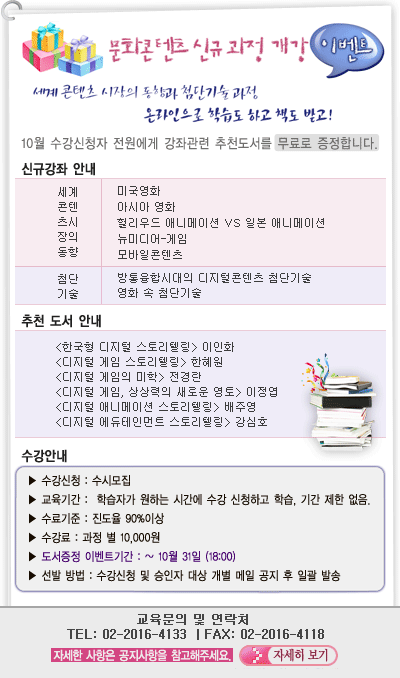 문화콘텐츠 신규 과정 개강 이벤트
세계 콘텐츠 시장의 동향과 첨단기술 과정
온라인으로 학습도 하고 책도 받고!
10월 수강신청자 전원에게 강좌관련 추천도서를 무료로 증정합니다.
신규강좌 안내
세계 콘텐츠시장의 동향
미국영화
아시아 영화
헐리우드 애니메이션 VS 일본 애니메이션
뉴미디어-게임
모바일콘텐츠
첨단 기술
방통융합시대의 디지털콘텐츠 첨단기술
영화 속 첨단기술
추천 도서 안내
<한국형 디지털 스토리텔링> 이인화
<디지털 게임 스토리텔링> 한혜원
<디지털 게임의 미학> 전경란
<디지털 게임, 상상력의 새로운 영토> 이정엽
<디지털 애니메이션 스토리텔링> 배주영
<디지털 에듀테인먼트 스토리텔링> 강심호
수강안내
▶ 수강신청 : 수시모집
▶ 교육기간 : 학습자가 원하는 시간에 수강 신청하고 학습, 기간 제한 없음.
▶ 수료기준 : 진도율 90%이상
▶ 수강료 : 과정 별 10,000원
▶ 도서증정 이벤트기간 : ~ 10월 31일 (18:00)
▶ 선발 방법 : 수강신청 및 승인자 대상 개별 메일 공지 후 일괄 발송
교육문의 및 연락처
TEL: 02-2016-4133 | FAX: 02-2016-4118
자세한 사항은 공지사항을 참고해주세요. 자세히 보기